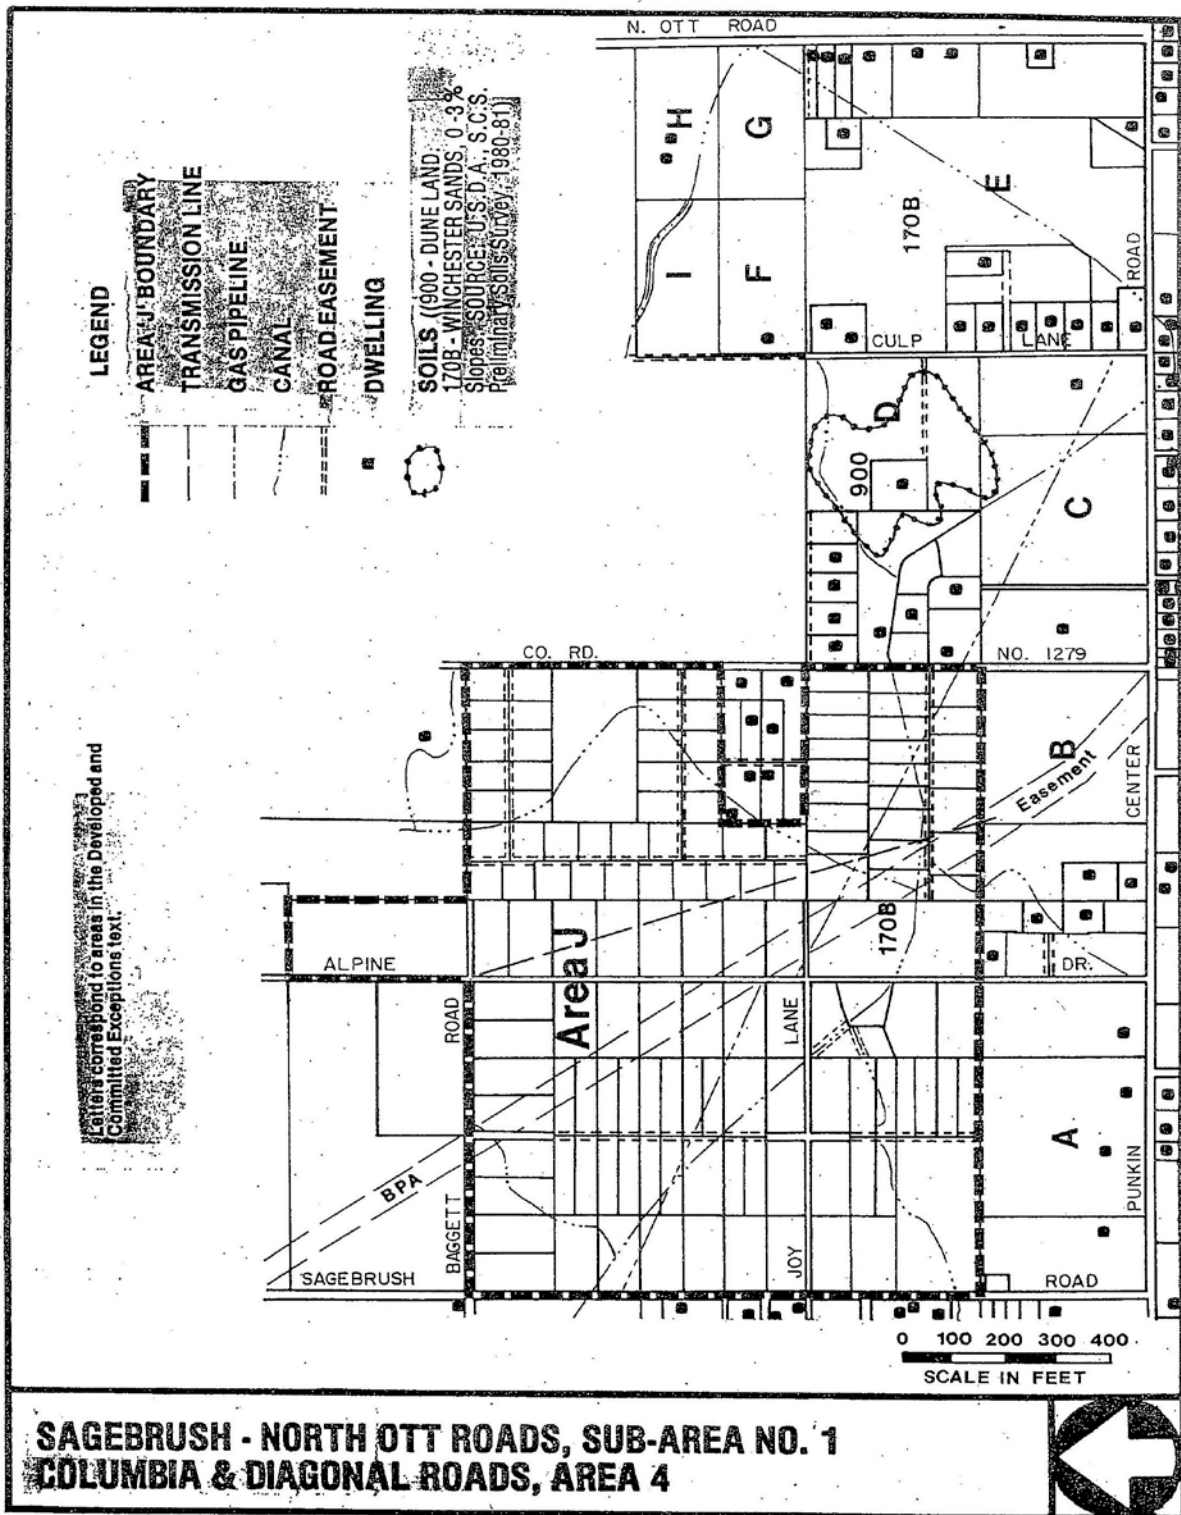 N. OTT ROAD
LEGEND
AREA 'J' BOUNDARY
TRANSMISSION LINE
GAS PIPELINE
CANAL
ROAD EASEMENT
DWELLING
SOILS ((900 - DUNE LAND
170B - WINCHESTER SANDS, 0 -3%
Slopes SOURCE: U.S.D.A., S.C.S.
Preliminary Soils Survey, 1980-81)
H
G
I
F
E
170B
ROAD
CULP LANE
D
900
C
CO. RD. NO. 1279
Letters correspond to areas in the Developed and
Committed Exceptions text.
B
Easement
CENTER
170B
Area J
ALPINE DR.
ROAD
LANE
BPA
A
PUNKIN
BAGGETT
JOY
SAGEBRUSH ROAD
0 100 200 300 400
SCALE IN FEET
SAGEBRUSH - NORTH OTT ROADS, SUB-AREA NO. 1
COLUMBIA & DIAGONAL ROADS, AREA 4